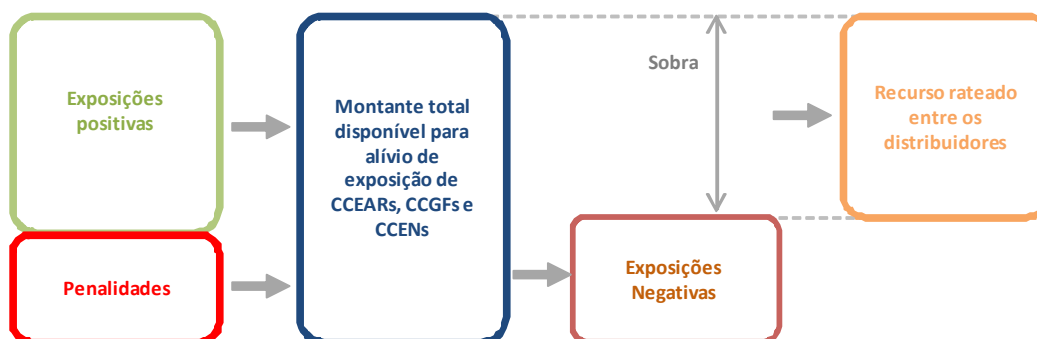 Exposições
positivas
Penalidades
Montante total
disponível para
alívio de
exposição de
CCEARs, CCGFs e
CCENs
Sobra
Exposições
Negativas
Recurso rateado
entre os
distribuidores